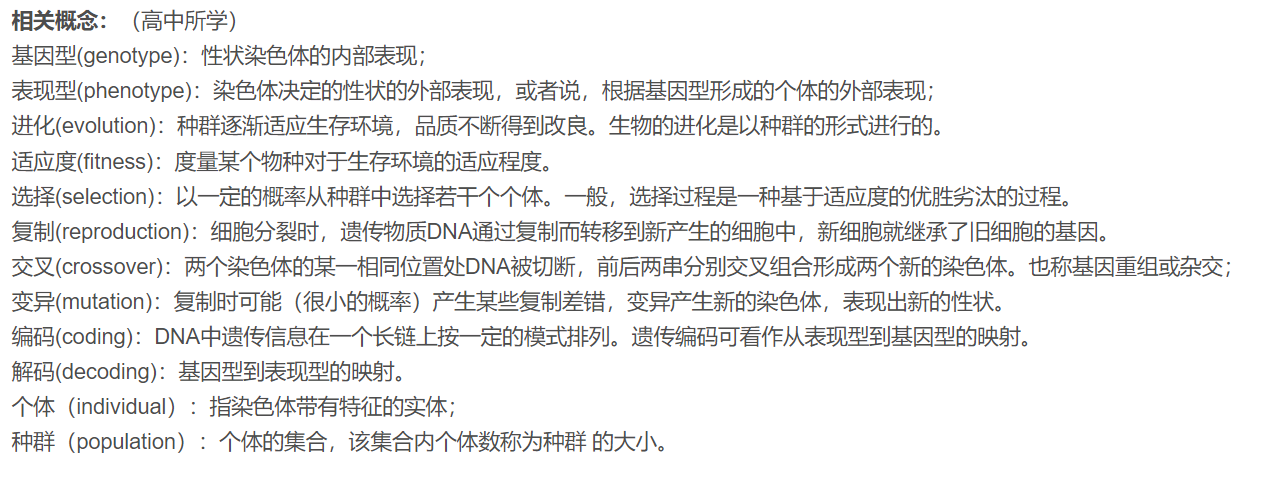 相关概念：（高中所学）
基因型(genotype)：性状染色体的内部表现；
表现型(phenotype)：染色体决定的性状的外部表现，或者说，根据基因型形成的个体的外部表现；
进化(evolution)：种群逐渐适应生存环境，品质不断得到改良。生物的进化是以种群的形式进行的。
适应度(fitness)：度量某个物种对于生存环境的适应程度。
选择(selection)：以一定的概率从种群中选择若干个个体。一般，选择过程是一种基于适应度的优胜劣汰的过程。
复制(reproduction)：细胞分裂时，遗传物质DNA通过复制而转移到新产生的细胞中，新细胞就继承了旧细胞的基因。
交叉(crossover)：两个染色体的某一相同位置处DNA被切断，前后两串分别交叉组合形成两个新的染色体。也称基因重组或杂交；
变异(mutation)：复制时可能（很小的概率）产生某些复制差错，变异产生新的染色体，表现出新的性状。
编码(coding)：DNA中遗传信息在一个长链上按一定的模式排列。遗传编码可看作从表现型到基因型的映射。
解码(decoding)：基因型到表现型的映射。
个体（individual）：指染色体带有特征的实体；
种群（population）：个体的集合，该集合内个体数称为种群 的大小。